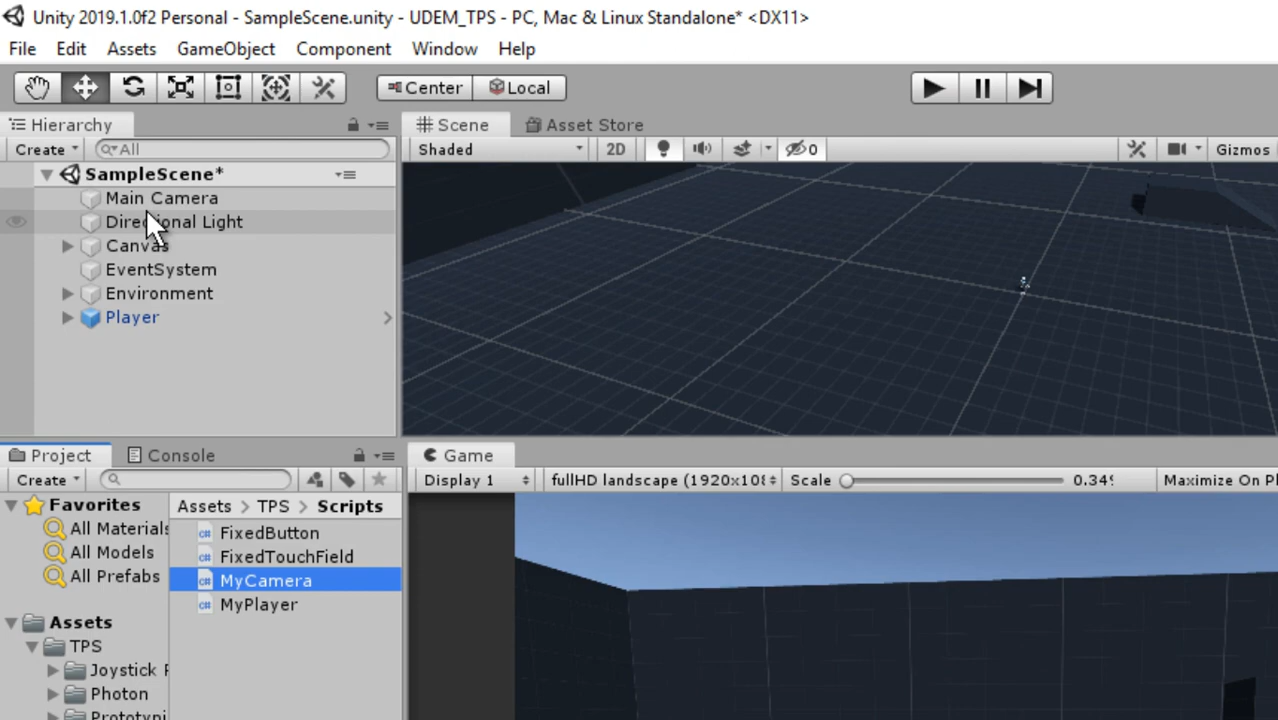 Unity 2019.1.0f2 Personal - SampleScene.unity - UDEM_TPS - PC, Mac & Linux Standalone* <DX11>
File Edit Assets GameObject Component Window Help
Center Local
Hierarchy Scene Asset Store
Create All Shaded 2D 0 Gizmos
SampleScene*
Main Camera
Directional Light
Canvas
EventSystem
Environment
Player
Project Console Game
Create Display 1 fullHD landscape (1920x108 Scale 0.34 Maximize On Pl
Favorites Assets > TPS > Scripts
All Materials FixedButton
All Models FixedTouchField
All Prefabs MyCamera
MyPlayer
Assets
TPS
Joystick P
Photon
Prototypi